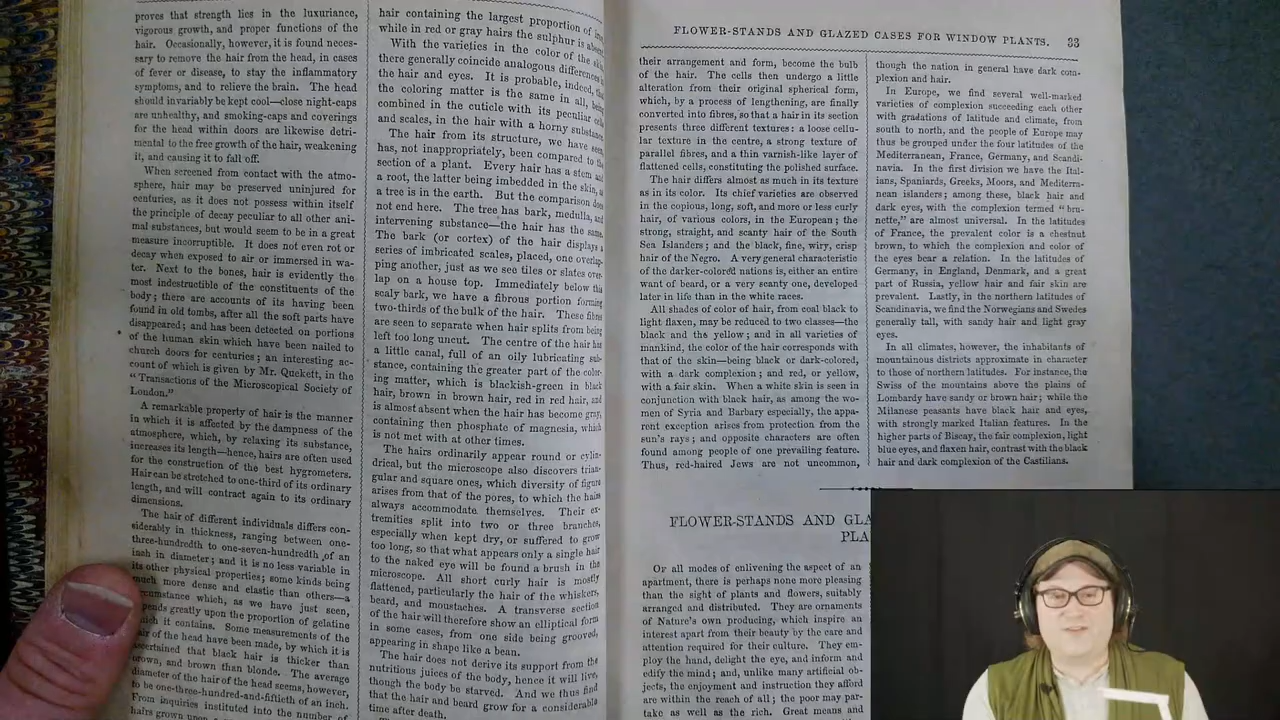 proves that strength lies in the luxuriance,
vigorous growth, and proper functions of the
hair. Occasionally, however, it is found neces-
sary to remove the hair from the head, in cases
of fever or disease, to stay the inflammatory
symptoms, and to relieve the brain. The head
should invariably be kept cool—close night-caps
are unhealthy, and smoking-caps and coverings
for the head within doors are likewise detri-
mental to the free growth of the hair, weakening
it, and causing it to fall off.
When screened from contact with the atmo-
sphere, hair may be preserved uninjured for
centuries, as it does not possess within itself
the principle of decay peculiar to all other ani-
mal substances, but would seem to be in a great
measure incorruptible. It does not even rot or
decay when exposed to air or immersed in wa-
ter. Next to the bones, hair is evidently the
most indestructible of the constituents of the
body; there are accounts of its having been
found in old tombs, after all the soft parts have
disappeared; and has been detected on portions
of the human skin which have been nailed to
church doors for centuries; an interesting ac-
count of which is given by Mr. Quekett, in the
"Transactions of the Microscopical Society of
London."
A remarkable property of hair is the manner
in which it is affected by the dampness of the
atmosphere, which, by relaxing its substance,
increases its length—hence, hairs are often used
for the construction of the best hygrometers.
Hair can be stretched to one-third of its ordinary
length, and will contract again to its ordinary
dimensions.
The hair of different individuals differs con-
siderably in thickness, ranging between one-
three-hundredth to one-seven-hundredth of an
inch in diameter; and it is no less variable in
its other physical properties; some kinds being
much more dense and elastic than others—a
which, as we have just seen,
greatly upon the proportion of gelatine
it contains. Some measurements of the
of the head have been made, by which it is
ascertained that black hair is thicker than
brown, and brown than blonde. The average
diameter of the hair of the head seems, however,
to be one-three-hundred-and-fiftieth of an inch.
From inquiries instituted into the number of
hairs grown upon
hair containing the largest proportion of
while in red or gray hairs the sulphur is
With the varieties in the color of the
there generally coincide analogous differences
the hair and eyes. It is probable, indeed,
the coloring matter is the same in all, being
combined in the cuticle with its peculiar
and scales, in the hair with a horny substance.
The hair from its structure, we have seen,
has, not inappropriately, been compared to the
section of a plant. Every hair has a stem and
a root, the latter being imbedded in the skin, as
a tree is in the earth. But the comparison does
not end here. The tree has bark, medulla, and
intervening substance—the hair has the same.
The bark (or cortex) of the hair displays a
series of imbricated scales, placed, one overlap-
ping another, just as we see tiles or slates over-
lap on a house top. Immediately below this
scaly bark, we have a fibrous portion forming
two-thirds of the bulk of the hair. These fibres
are seen to separate when hair splits from being
left too long uncut. The centre of the hair has
a little canal, full of an oily lubricating sub-
stance, containing the greater part of the color-
ing matter, which is blackish-green in black
hair, brown in brown hair, red in red hair, and
is almost absent when the hair has become gray,
containing then phosphate of magnesia, which
is not met with at other times.
The hairs ordinarily appear round or cylin-
drical, but the microscope also discovers trian-
gular and square ones, which diversity of figure
arises from that of the pores, to which the hairs
always accommodate themselves. Their ex-
tremities split into two or three branches,
especially when kept dry, or suffered to grow
too long, so that what appears only a single hair
to the naked eye will be found a brush in the
microscope. All short curly hair is mostly
flattened, particularly the hair of the whiskers,
beard, and moustaches. A transverse section
of the hair will therefore show an elliptical form
in some cases, from one side being grooved,
appearing in shape like a bean.
The hair does not derive its support from the
nutritious juices of the body, hence it will live,
though the body be starved. And we thus find
that the hair and beard grow for a considerable
time after death.
FLOWER-STANDS AND GLAZED CASES FOR WINDOW PLANTS. 33
their arrangement and form, become the bulb
of the hair. The cells then undergo a little
alteration from their original spherical form,
which, by a process of lengthening, are finally
converted into fibres, so that a hair in its section
presents three different textures: a loose cellu-
lar texture in the centre, a strong texture of
parallel fibres, and a thin varnish-like layer of
flattened cells, constituting the polished surface.
The hair differs almost as much in its texture
as in its color. Its chief varieties are observed
in the copious, long, soft, and more or less curly
hair, of various colors, in the European; the
strong, straight, and scanty hair of the South
Sea Islanders; and the black, fine, wiry, crisp
hair of the Negro. A very general characteristic
of the darker-color'd nations is, either an entire
want of beard, or a very scanty one, developed
later in life than in the white races.
All shades of color of hair, from coal black to
light flaxen, may be reduced to two classes—the
black and the yellow; and in all varieties of
mankind, the color of the hair corresponds with
that of the skin—being black or dark-colored,
with a dark complexion; and red, or yellow,
with a fair skin. When a white skin is seen in
conjunction with black hair, as among the wo-
men of Syria and Barbary especially, the appa-
rent exception arises from protection from the
sun's rays; and opposite characters are often
found among people of one prevailing feature.
Thus, red-haired Jews are not uncommon,
though the nation in general have dark com-
plexion and hair.
In Europe, we find several well-marked
varieties of complexion succeeding each other
with gradations of latitude and climate, from
south to north, and the people of Europe may
thus be grouped under the four latitudes of the
Mediterranean, France, Germany, and Scandi-
navia. In the first division we have the Ital-
ians, Spaniards, Greeks, Moors, and Mediterra-
nean islanders; among these, black hair and
dark eyes, with the complexion termed "bru-
nette," are almost universal. In the latitudes
of France, the prevalent color is a chestnut
brown, to which the complexion and color of
the eyes bear a relation. In the latitudes of
Germany, in England, Denmark, and a great
part of Russia, yellow hair and fair skin are
prevalent. Lastly, in the northern latitudes of
Scandinavia, we find the Norwegians and Swedes
generally tall, with sandy hair and light gray
eyes.
In all climates, however, the inhabitants of
mountainous districts approximate in character
to those of northern latitudes. For instance, the
Swiss of the mountains above the plains of
Lombardy have sandy or brown hair; while the
Milanese peasants have black hair and eyes,
with strongly marked Italian features. In the
higher parts of Biscay, the fair complexion, light
blue eyes, and flaxen hair, contrast with the black
hair and dark complexion of the Castilians.
FLOWER-STANDS AND GLA
PLA
Of all modes of enlivening the aspect of an
apartment, there is perhaps none more pleasing
than the sight of plants and flowers, suitably
arranged and distributed. They are ornaments
of Nature's own producing, which inspire an
interest apart from their beauty by the care and
attention required for their culture. They em-
ploy the hand, delight the eye, and inform and
edify the mind; and, unlike many artificial ob-
jects, the enjoyment and instruction they afford
are within the reach of all; the poor may par-
take as well as the rich. Great means and